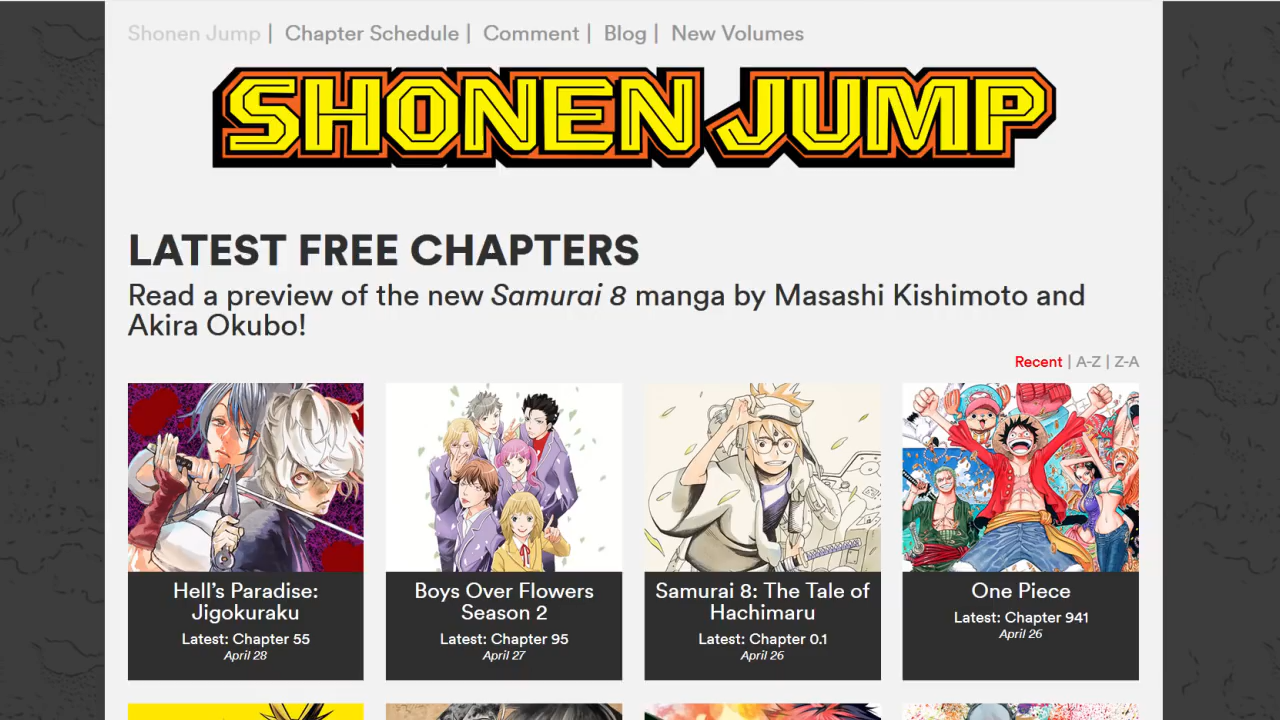 Shonen Jump | Chapter Schedule | Comment | Blog | New Volumes
SHONEN JUMP
LATEST FREE CHAPTERS
Read a preview of the new Samurai 8 manga by Masashi Kishimoto and
Akira Okubo!
Recent | A-Z | Z-A
Hell's Paradise:
Jigokuraku
Latest: Chapter 55
April 28
Boys Over Flowers
Season 2
Latest: Chapter 95
April 27
Samurai 8: The Tale of
Hachimaru
Latest: Chapter 0.1
April 26
One Piece
Latest: Chapter 941
April 26